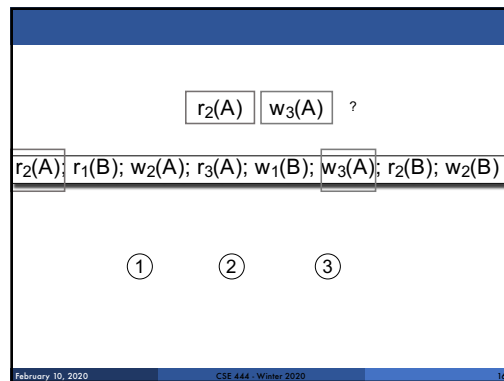 r₂(A) w₃(A) ?
r₂(A); r₁(B); w₂(A); r₃(A); w₁(B); w₃(A); r₂(B); w₂(B)
1 2 3
February 10, 2020 CSE 444 - Winter 2020